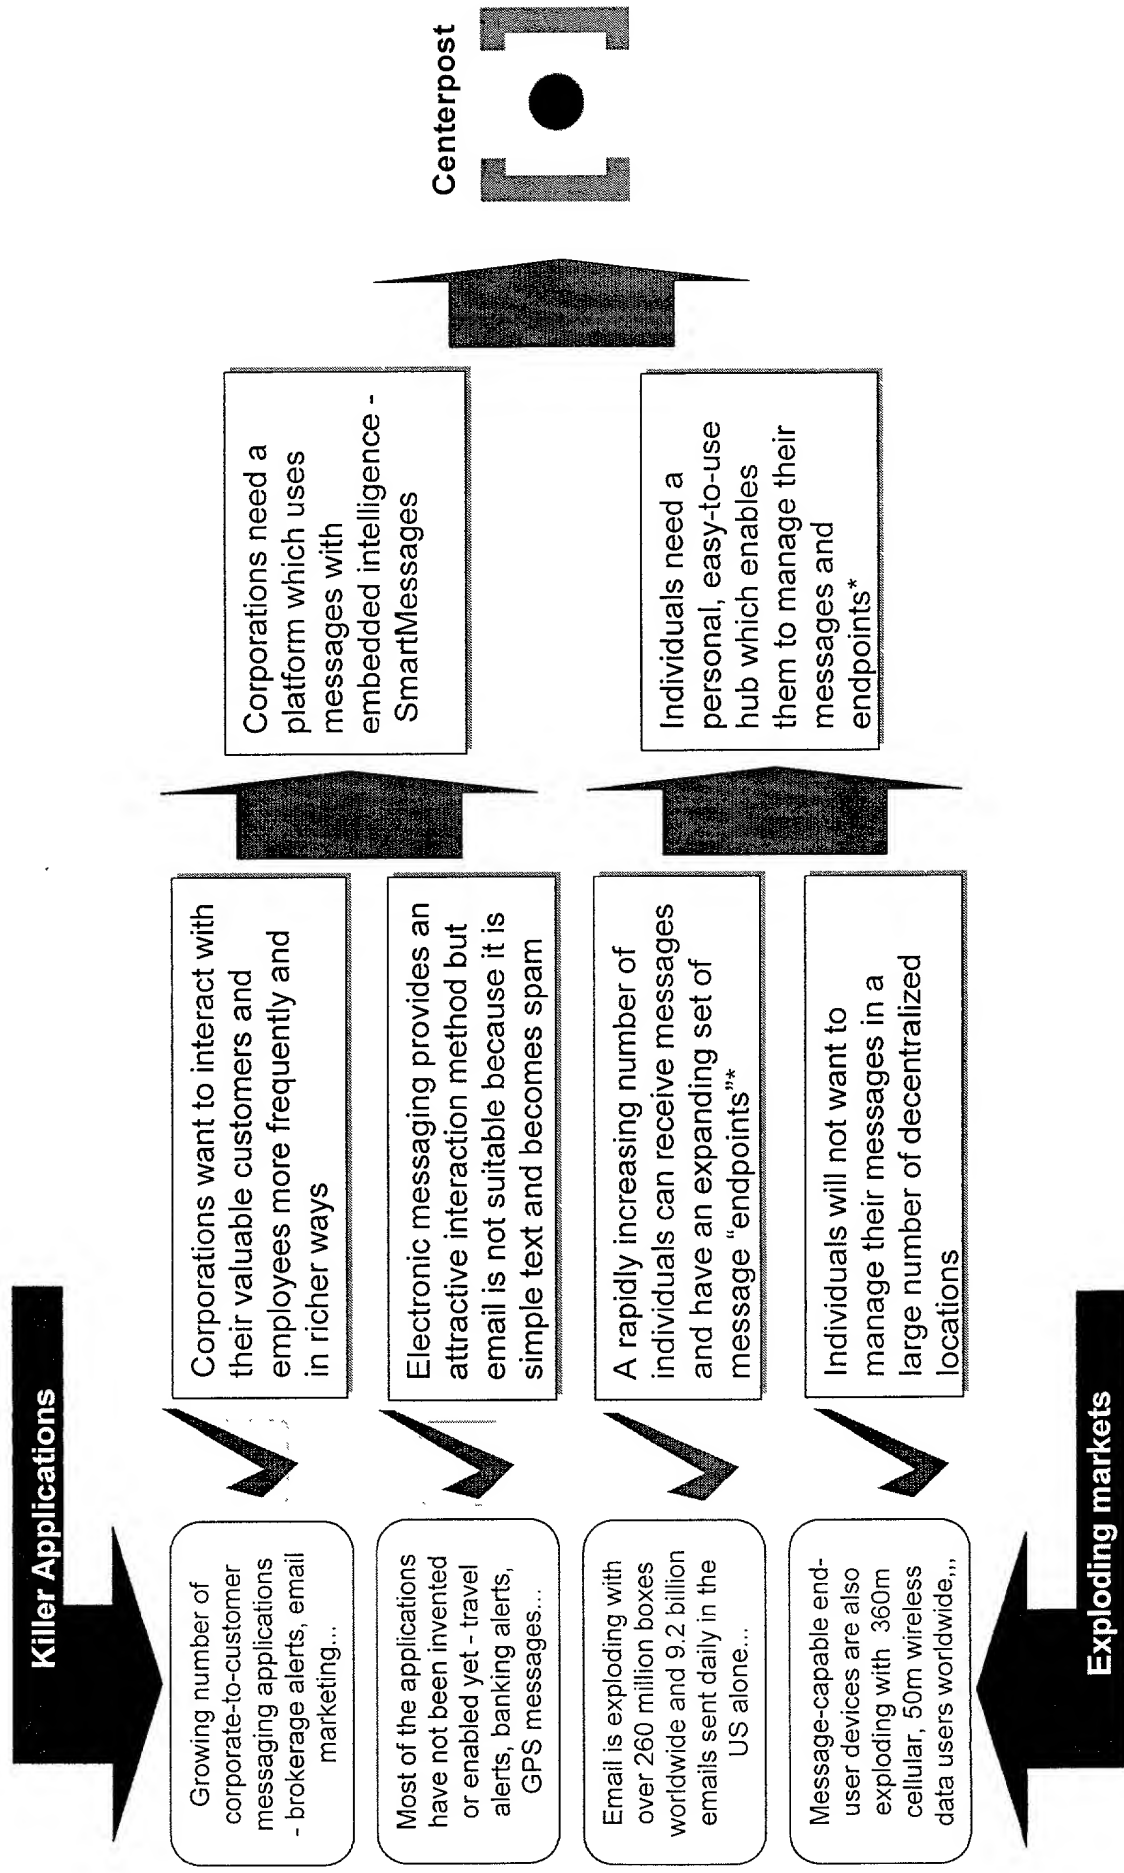 Killer Applications
Growing number of
corporate-to-customer
messaging applications
- brokerage alerts, email
marketing...
Most of the applications
have not been invented
or enabled yet - travel
alerts, banking alerts,
GPS messages...
Email is exploding with
over 260 million boxes
worldwide and 9.2 billion
emails sent daily in the
US alone...
Message-capable end-
user devices are also
exploding with 360m
cellular, 50m wireless
data users worldwide,,,
Exploding markets
Corporations want to interact with
their valuable customers and
employees more frequently and
in richer ways
Electronic messaging provides an
attractive interaction method but
email is not suitable because it is
simple text and becomes spam
A rapidly increasing number of
individuals can receive messages
and have an expanding set of
message “endpoints”*
Individuals will not want to
manage their messages in a
large number of decentralized
locations
Corporations need a
platform which uses
messages with
embedded intelligence -
SmartMessages
Individuals need a
personal, easy-to-use
hub which enables
them to manage their
messages and
endpoints*
Centerpost